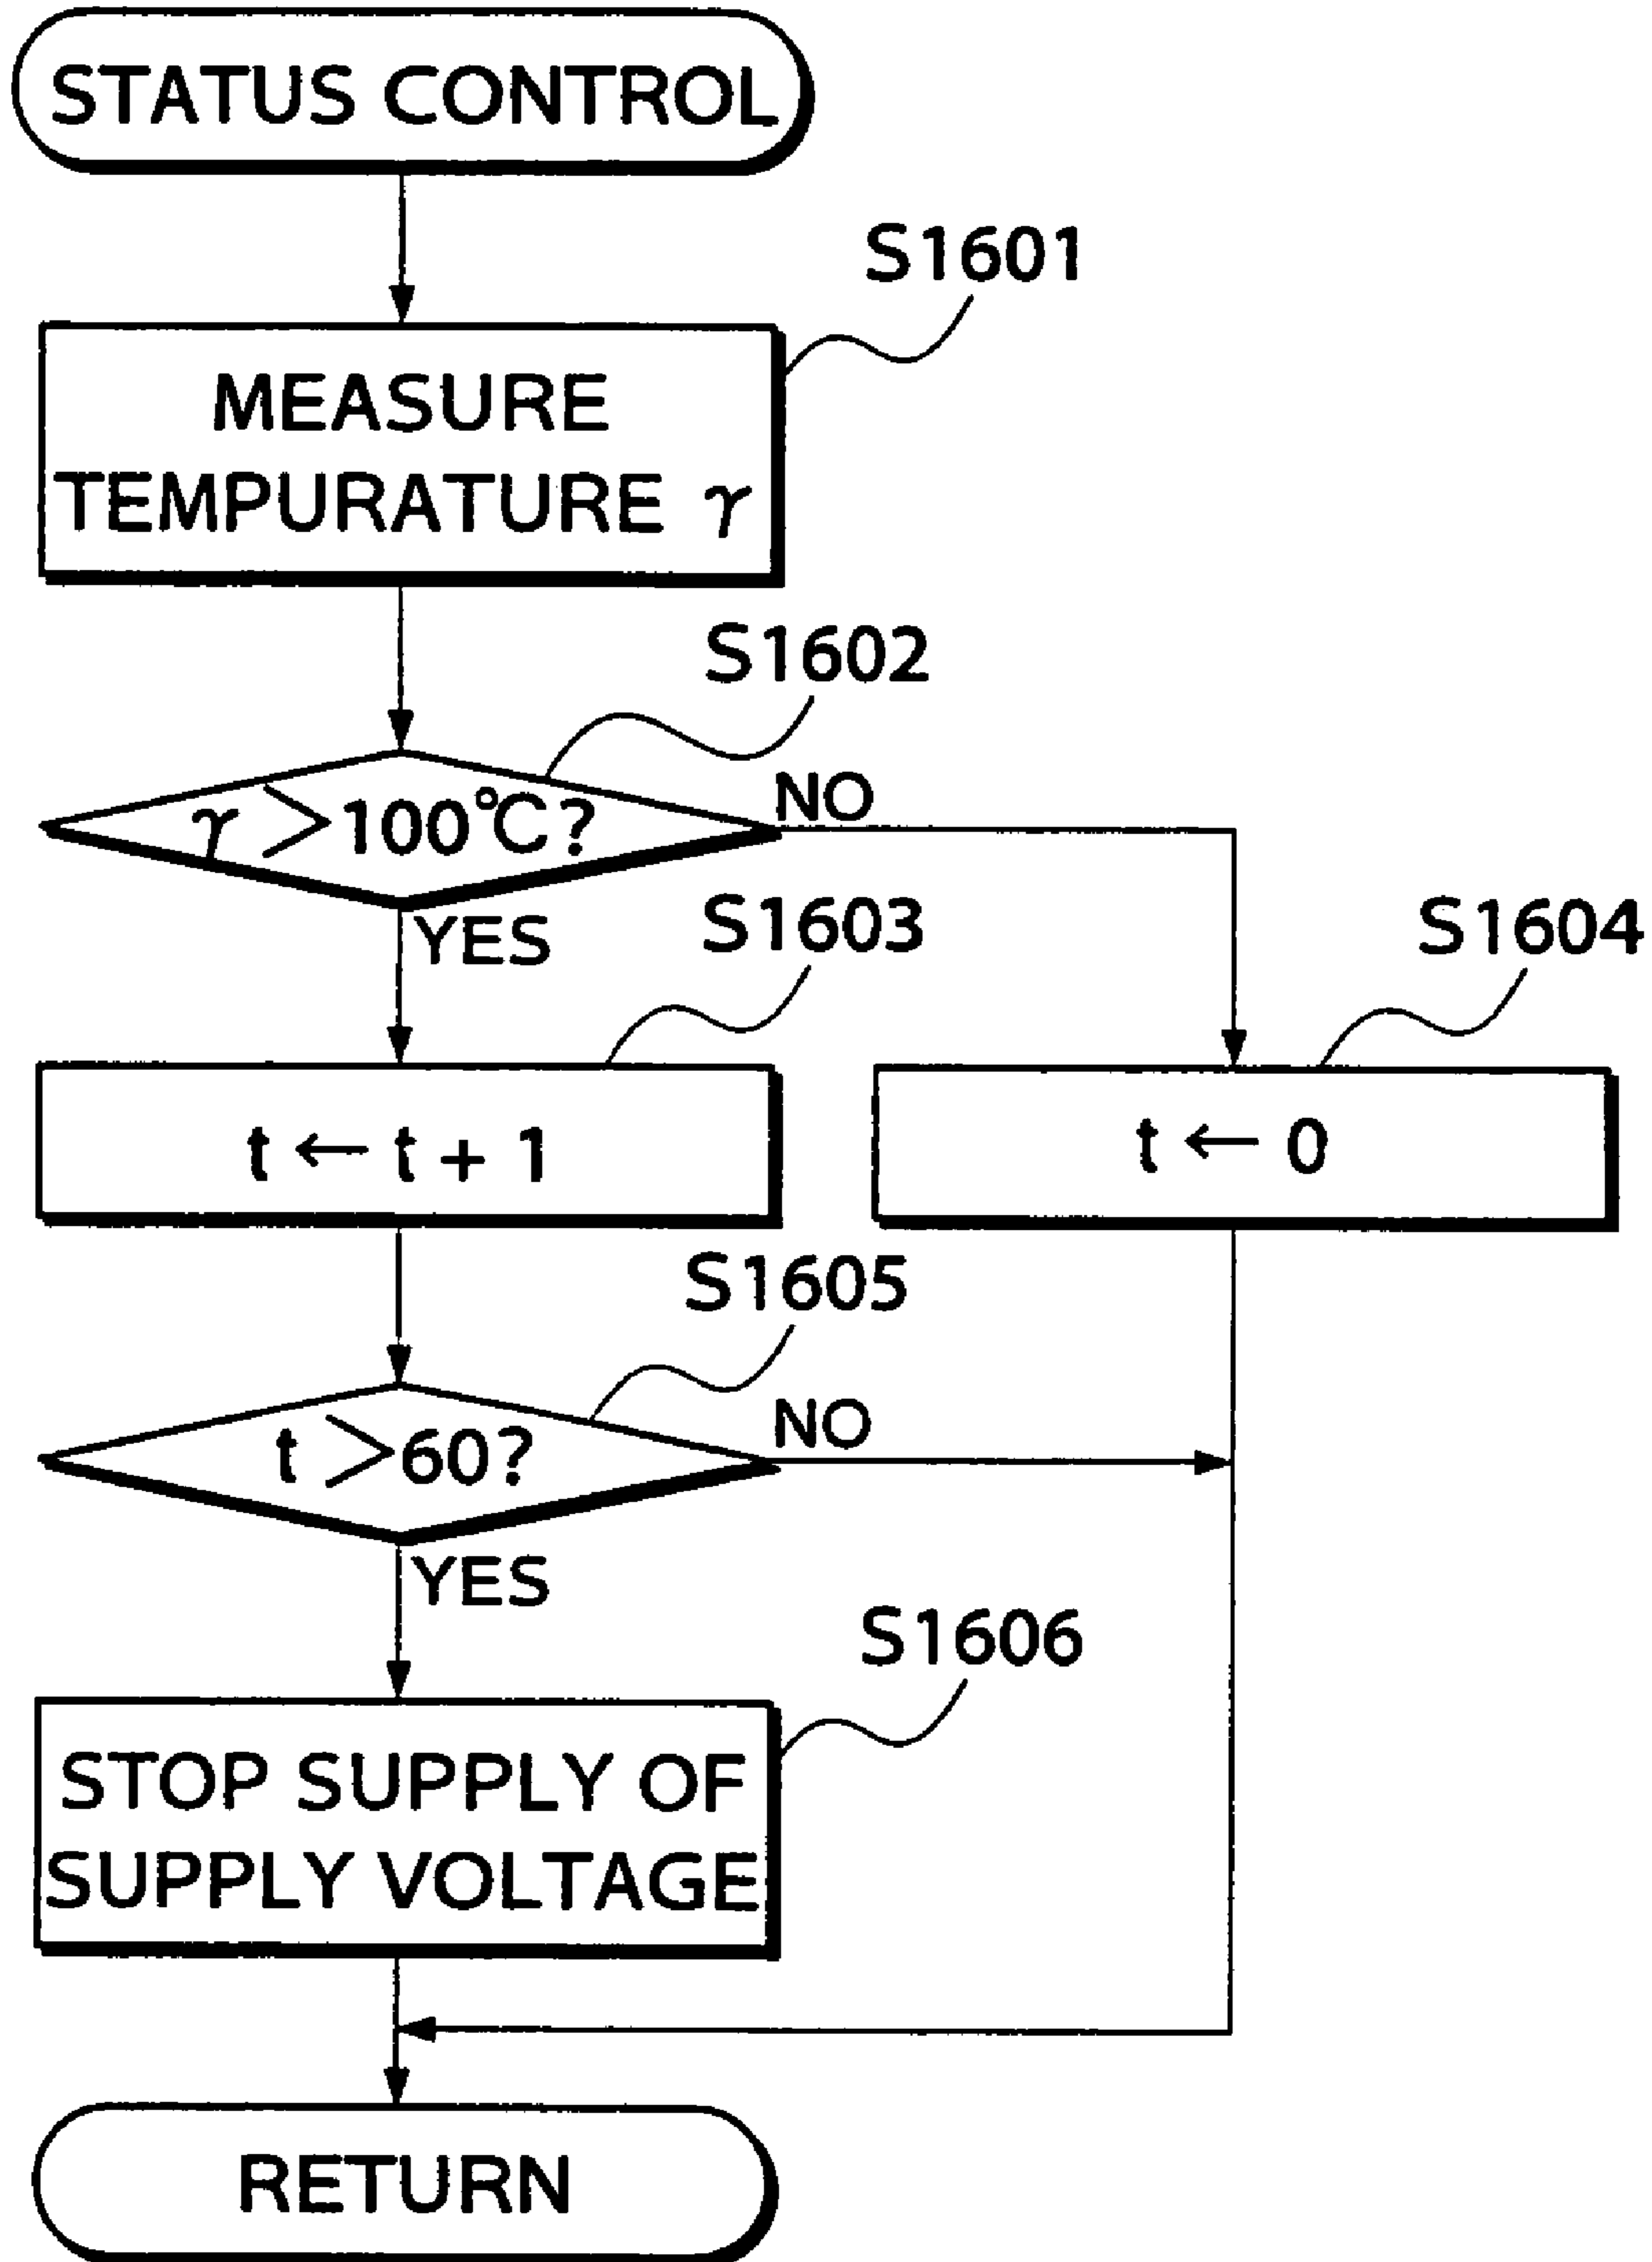 STATUS CONTROL
S1601
MEASURE
TEMPURATURE γ
S1602
γ >100℃?
NO
YES
S1603
S1604
t ← t + 1
t ← 0
S1605
t >60?
NO
YES
S1606
STOP SUPPLY OF
SUPPLY VOLTAGE
RETURN